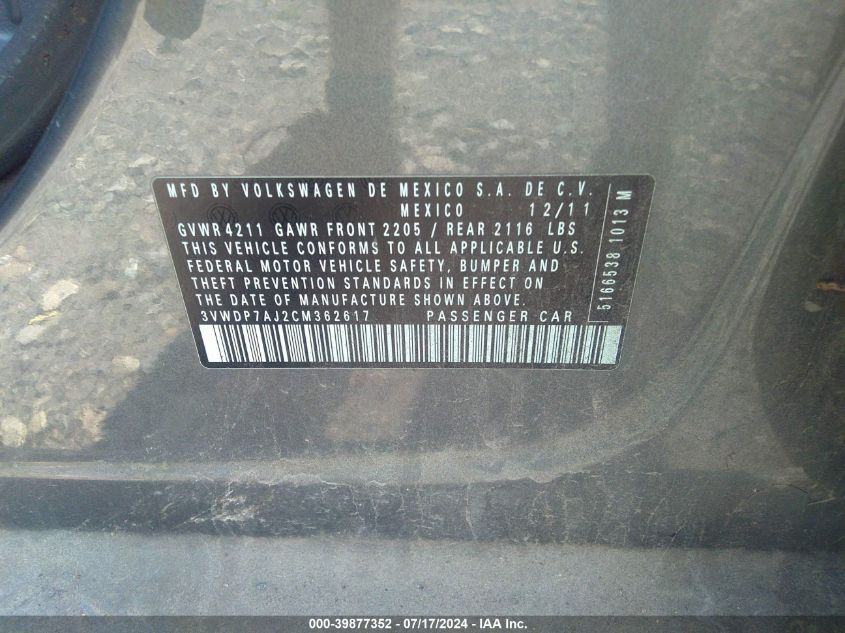 MFD BY VOLKSWAGEN DE MEXICO S.A. DE C.V.
MEXICO 12/11
GVWR 4211 GAWR FRONT 2205 / REAR 2116 LBS
THIS VEHICLE CONFORMS TO ALL APPLICABLE U.S.
FEDERAL MOTOR VEHICLE SAFETY, BUMPER AND
THEFT PREVENTION STANDARDS IN EFFECT ON
THE DATE OF MANUFACTURE SHOWN ABOVE.
3VWDP7AJ2CM362617 PASSENGER CAR
5166538 1013 M
000-39877352 - 07/17/2024 - IAA Inc.